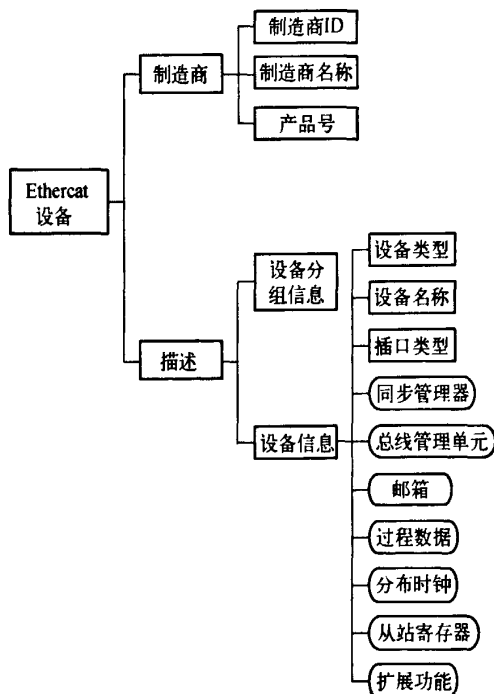 制造商ID
制造商
制造商名称
产品号
Ethercat
设备
设备分
组信息
描述
设备信息
设备类型
设备名称
插口类型
同步管理器
总线管理单元
邮箱
过程数据
分布时钟
从站寄存器
扩展功能